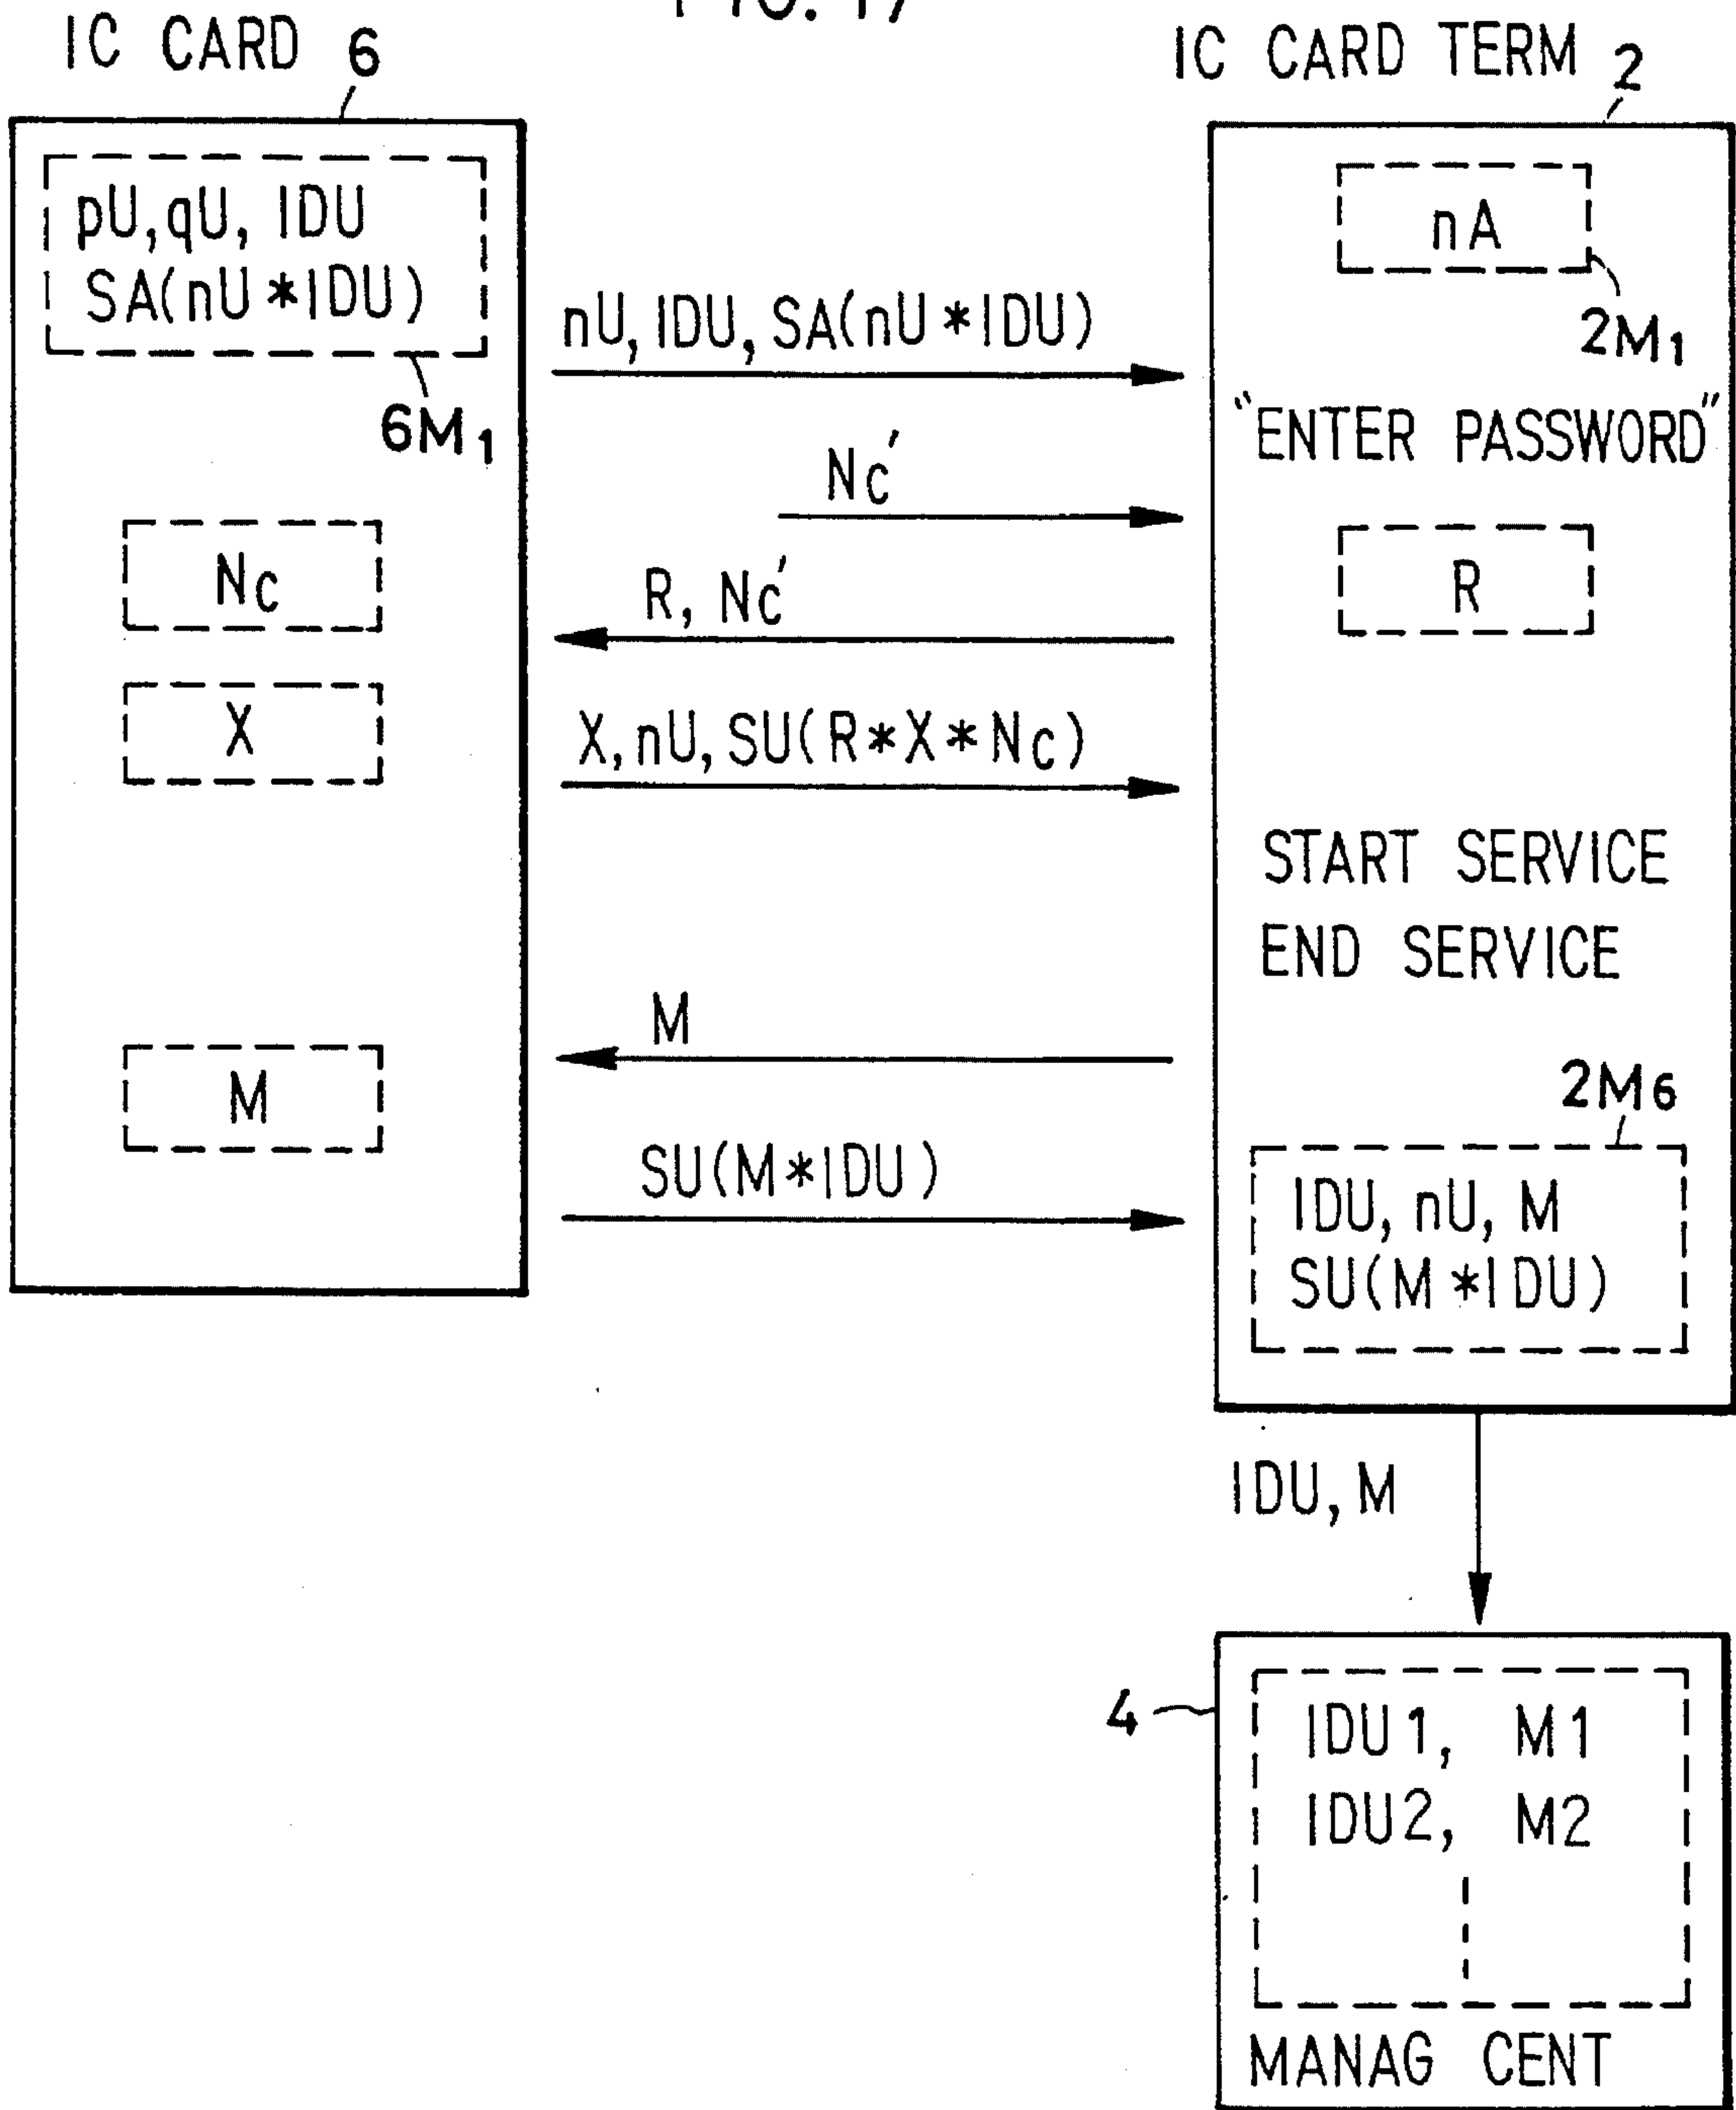 FIG. 17
IC CARD 6
IC CARD TERM 2
pU, qU, IDU
SA(nU*IDU)
6M1
nA
2M1
nU, IDU, SA(nU*IDU)
"ENTER PASSWORD"
Nc'
Nc
R
R, Nc'
X
X, nU, SU(R*X*Nc)
START SERVICE
END SERVICE
M
M
2M6
SU(M*IDU)
IDU, nU, M
SU(M*IDU)
IDU, M
4
IDU1, M1
IDU2, M2
MANAG CENT